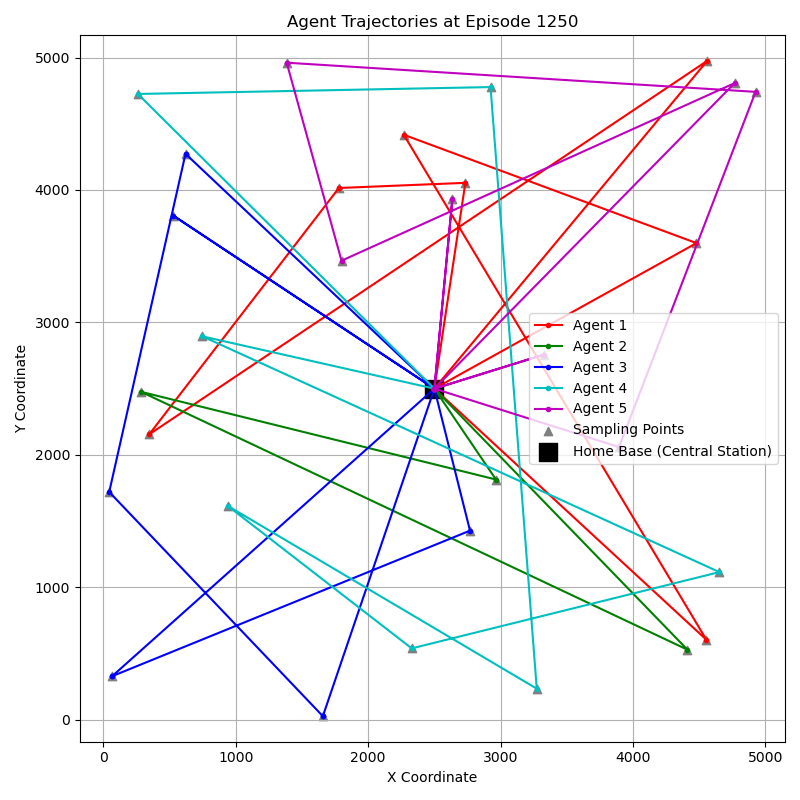 Agent Trajectories at Episode 1250
5000
4000
3000
2000
1000
0
Y Coordinate
Agent 1
Agent 2
Agent 3
Agent 4
Agent 5
Sampling Points
Home Base (Central Station)
0 1000 2000 3000 4000 5000
X Coordinate